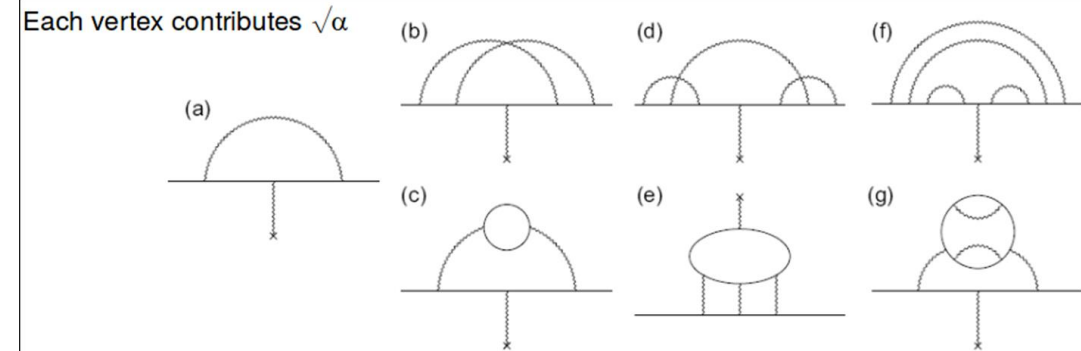 Each vertex contributes √α
(a)
(b)
(d)
(f)
(c)
(e)
(g)